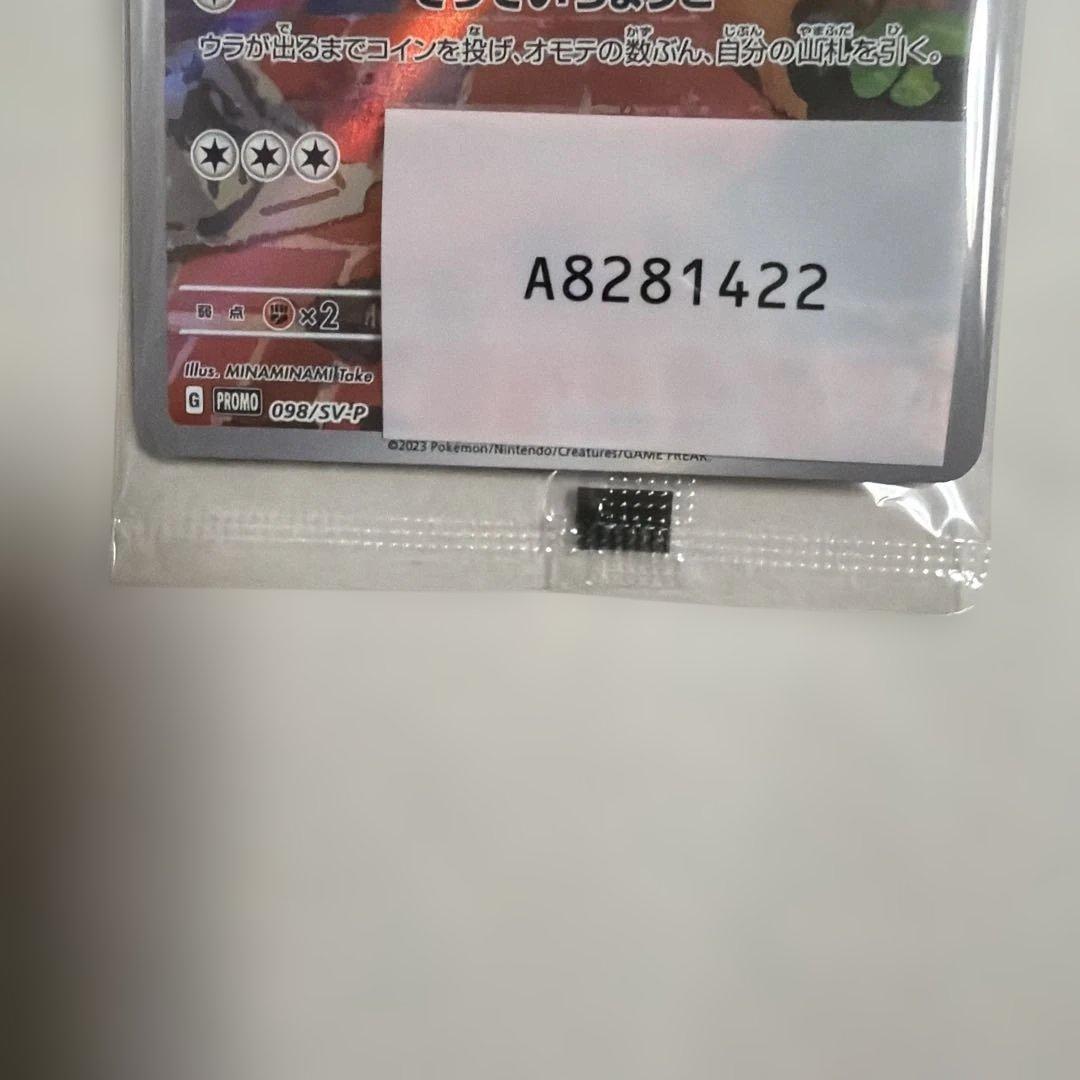 ウラが出るまでコインを投げ、オモテの数ぶん、自分の山札を引く。
A8281422
弱点 ×2
Illus. MINAMINAMI Take
G PROMO 098/SV-P
©2023 Pokémon/Nintendo/Creatures/GAME FREAK.